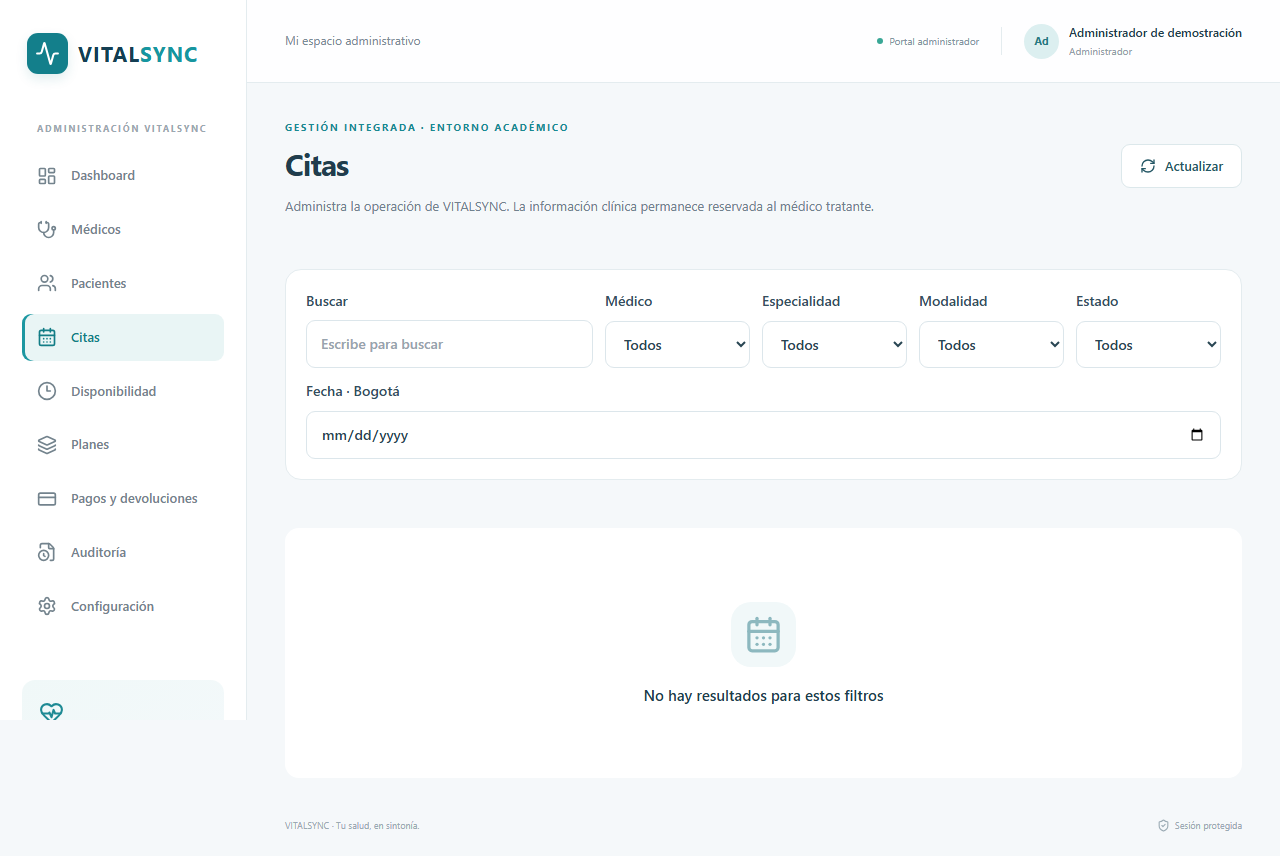 VITALSYNC
ADMINISTRACIÓN VITALSYNC
Dashboard
Médicos
Pacientes
Citas
Disponibilidad
Planes
Pagos y devoluciones
Auditoría
Configuración
Mi espacio administrativo
Portal administrador
Ad
Administrador de demostración
Administrador
GESTIÓN INTEGRADA · ENTORNO ACADÉMICO
Citas
Actualizar
Administra la operación de VITALSYNC. La información clínica permanece reservada al médico tratante.
Buscar
Médico
Especialidad
Modalidad
Estado
Escribe para buscar
Todos
Todos
Todos
Todos
Fecha · Bogotá
mm/dd/yyyy
No hay resultados para estos filtros
VITALSYNC · Tu salud, en sintonía.
Sesión protegida